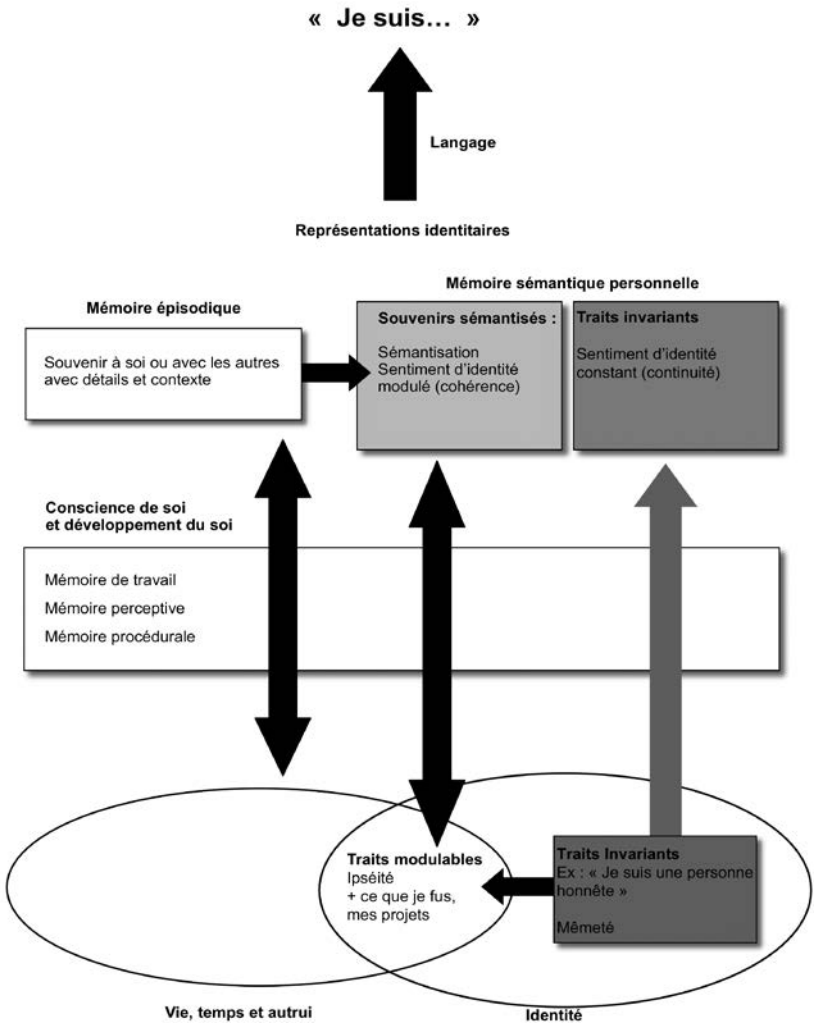 « Je suis… »
Langage
Représentations identitaires
Mémoire sémantique personnelle
Mémoire épisodique
Souvenir à soi ou avec les autres
avec détails et contexte
Souvenirs sémantisés :
Sémantisation
Sentiment d'identité
modulé (cohérence)
Traits invariants
Sentiment d'identité
constant (continuité)
Conscience de soi
et développement du soi
Mémoire de travail
Mémoire perceptive
Mémoire procédurale
Traits modulables
Ipséité
+ ce que je fus,
mes projets
Traits Invariants
Ex : « Je suis une personne
honnête »
Mêmeté
Vie, temps et autrui
Identité